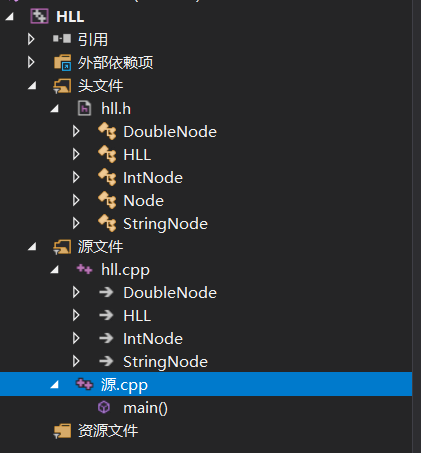 HLL
引用
外部依赖项
头文件
hll.h
DoubleNode
HLL
IntNode
Node
StringNode
源文件
hll.cpp
DoubleNode
HLL
IntNode
StringNode
源.cpp
main()
资源文件